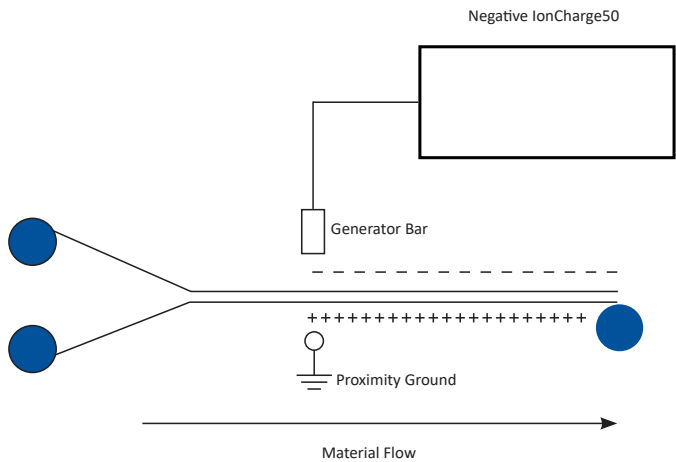 Negative IonCharge50
Generator Bar
– – – – – – – – – – – – – – –
+++++++++++++++++++++
Proximity Ground
Material Flow